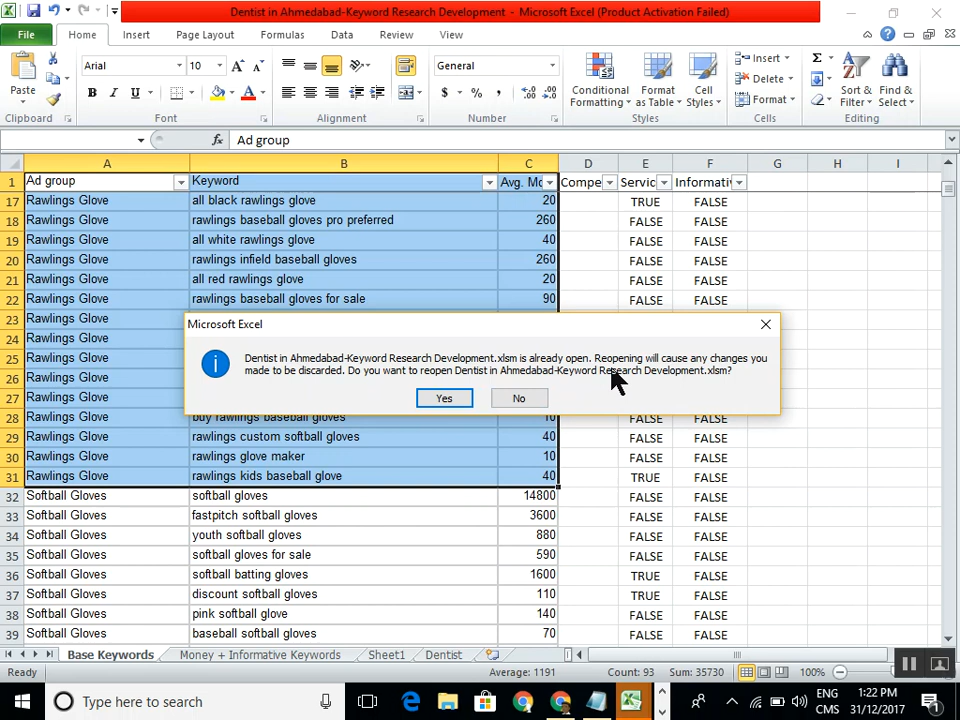 Dentist in Ahmedabad-Keyword Research Development - Microsoft Excel (Product Activation Failed)
File Home Insert Page Layout Formulas Data Review View
Paste
Arial 10
B I U A
General
$ % ,
Conditional Formatting
Format as Table
Cell Styles
Insert
Delete
Format
Σ
Sort & Filter
Find & Select
Clipboard Font Alignment Number Styles Cells Editing
fx Ad group
A B C D E F G H I
1 Ad group Keyword Avg. Mo Compe Servic Informativ
17 Rawlings Glove all black rawlings glove 20 TRUE FALSE
18 Rawlings Glove rawlings baseball gloves pro preferred 260 FALSE FALSE
19 Rawlings Glove all white rawlings glove 40 FALSE FALSE
20 Rawlings Glove rawlings infield baseball gloves 260 FALSE FALSE
21 Rawlings Glove all red rawlings glove 20 FALSE FALSE
22 Rawlings Glove rawlings baseball gloves for sale 90 FALSE FALSE
23 Rawlings Glove
24 Rawlings Glove
25 Rawlings Glove
26 Rawlings Glove
27 Rawlings Glove
28 Rawlings Glove buy rawlings baseball gloves 10 FALSE FALSE
29 Rawlings Glove rawlings custom softball gloves 40 FALSE FALSE
30 Rawlings Glove rawlings glove maker 10 FALSE FALSE
31 Rawlings Glove rawlings kids baseball glove 40 TRUE FALSE
32 Softball Gloves softball gloves 14800 FALSE FALSE
33 Softball Gloves fastpitch softball gloves 3600 FALSE FALSE
34 Softball Gloves youth softball gloves 880 FALSE FALSE
35 Softball Gloves softball gloves for sale 590 FALSE FALSE
36 Softball Gloves softball batting gloves 1600 TRUE FALSE
37 Softball Gloves discount softball gloves 110 TRUE FALSE
38 Softball Gloves pink softball glove 140 FALSE FALSE
39 Softball Gloves baseball softball gloves 70 FALSE FALSE
Microsoft Excel
Dentist in Ahmedabad-Keyword Research Development.xlsm is already open. Reopening will cause any changes you
made to be discarded. Do you want to reopen Dentist in Ahmedabad-Keyword Research Development.xlsm?
Yes No
Base Keywords Money + Informative Keywords Sheet1 Dentist
Ready Average: 1191 Count: 93 Sum: 35730 100%
Type here to search
ENG
CMS
1:22 PM
31/12/2017
1